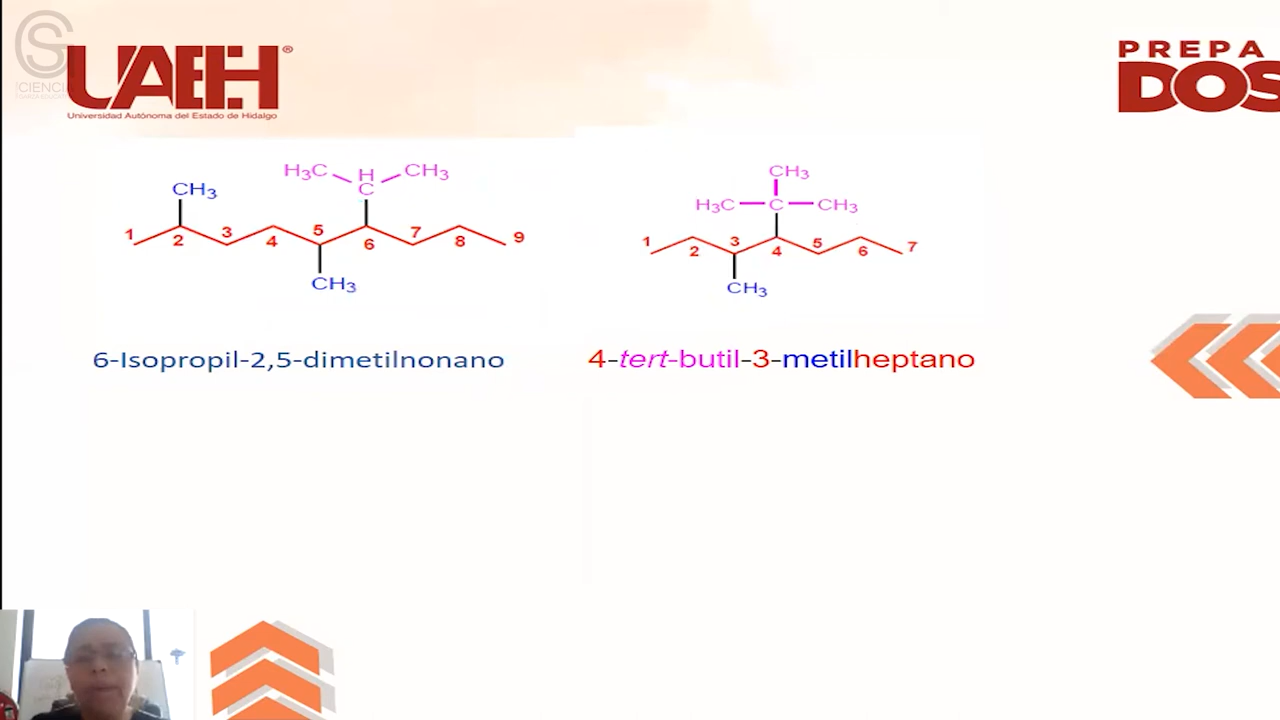 SG
CIENCI
UAEH®
Universidad Autónoma del Estado de Hidalgo
PREPA
DOS
H₃C H C CH₃
CH₃
1 2 3 4 5 6 7 8 9
CH₃
6-Isopropil-2,5-dimetilnonano
CH₃
H₃C C CH₃
1 2 3 4 5 6 7
CH₃
4-tert-butil-3-metilheptano